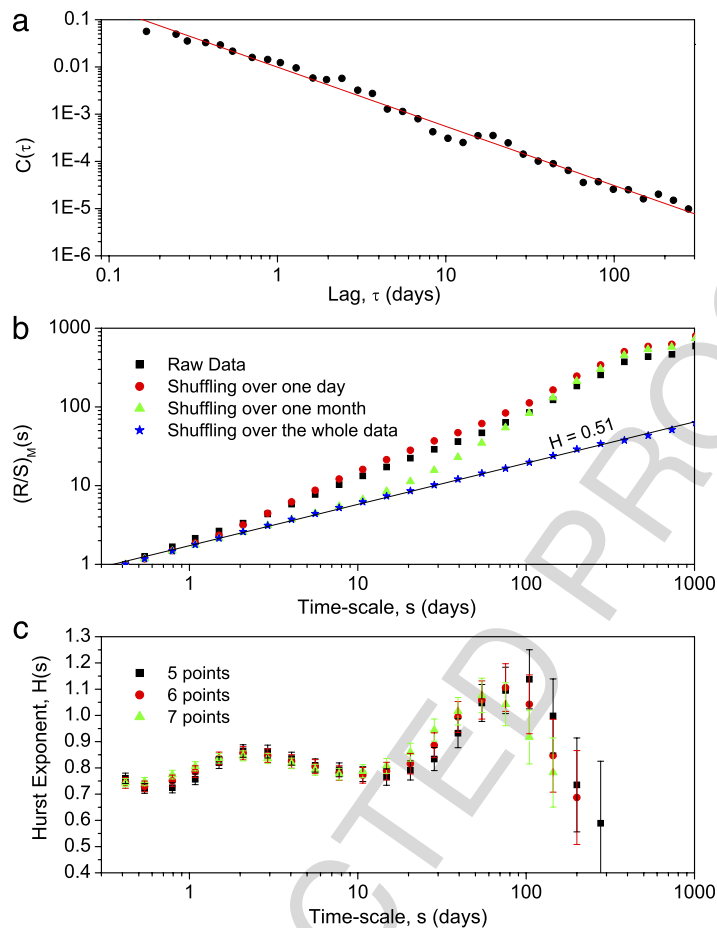 a
0.1
0.01
1E-3
1E-4
1E-5
1E-6
C(τ)
0.1
1
10
100
Lag, τ (days)
b
1000
100
10
1
(R/S)M(s)
Raw Data
Shuffling over one day
Shuffling over one month
Shuffling over the whole data
H = 0.51
1
10
100
1000
Time-scale, s (days)
c
1.3
1.2
1.1
1.0
0.9
0.8
0.7
0.6
0.5
0.4
Hurst Exponent, H(s)
5 points
6 points
7 points
1
10
100
1000
Time-scale, s (days)
CTED PRO